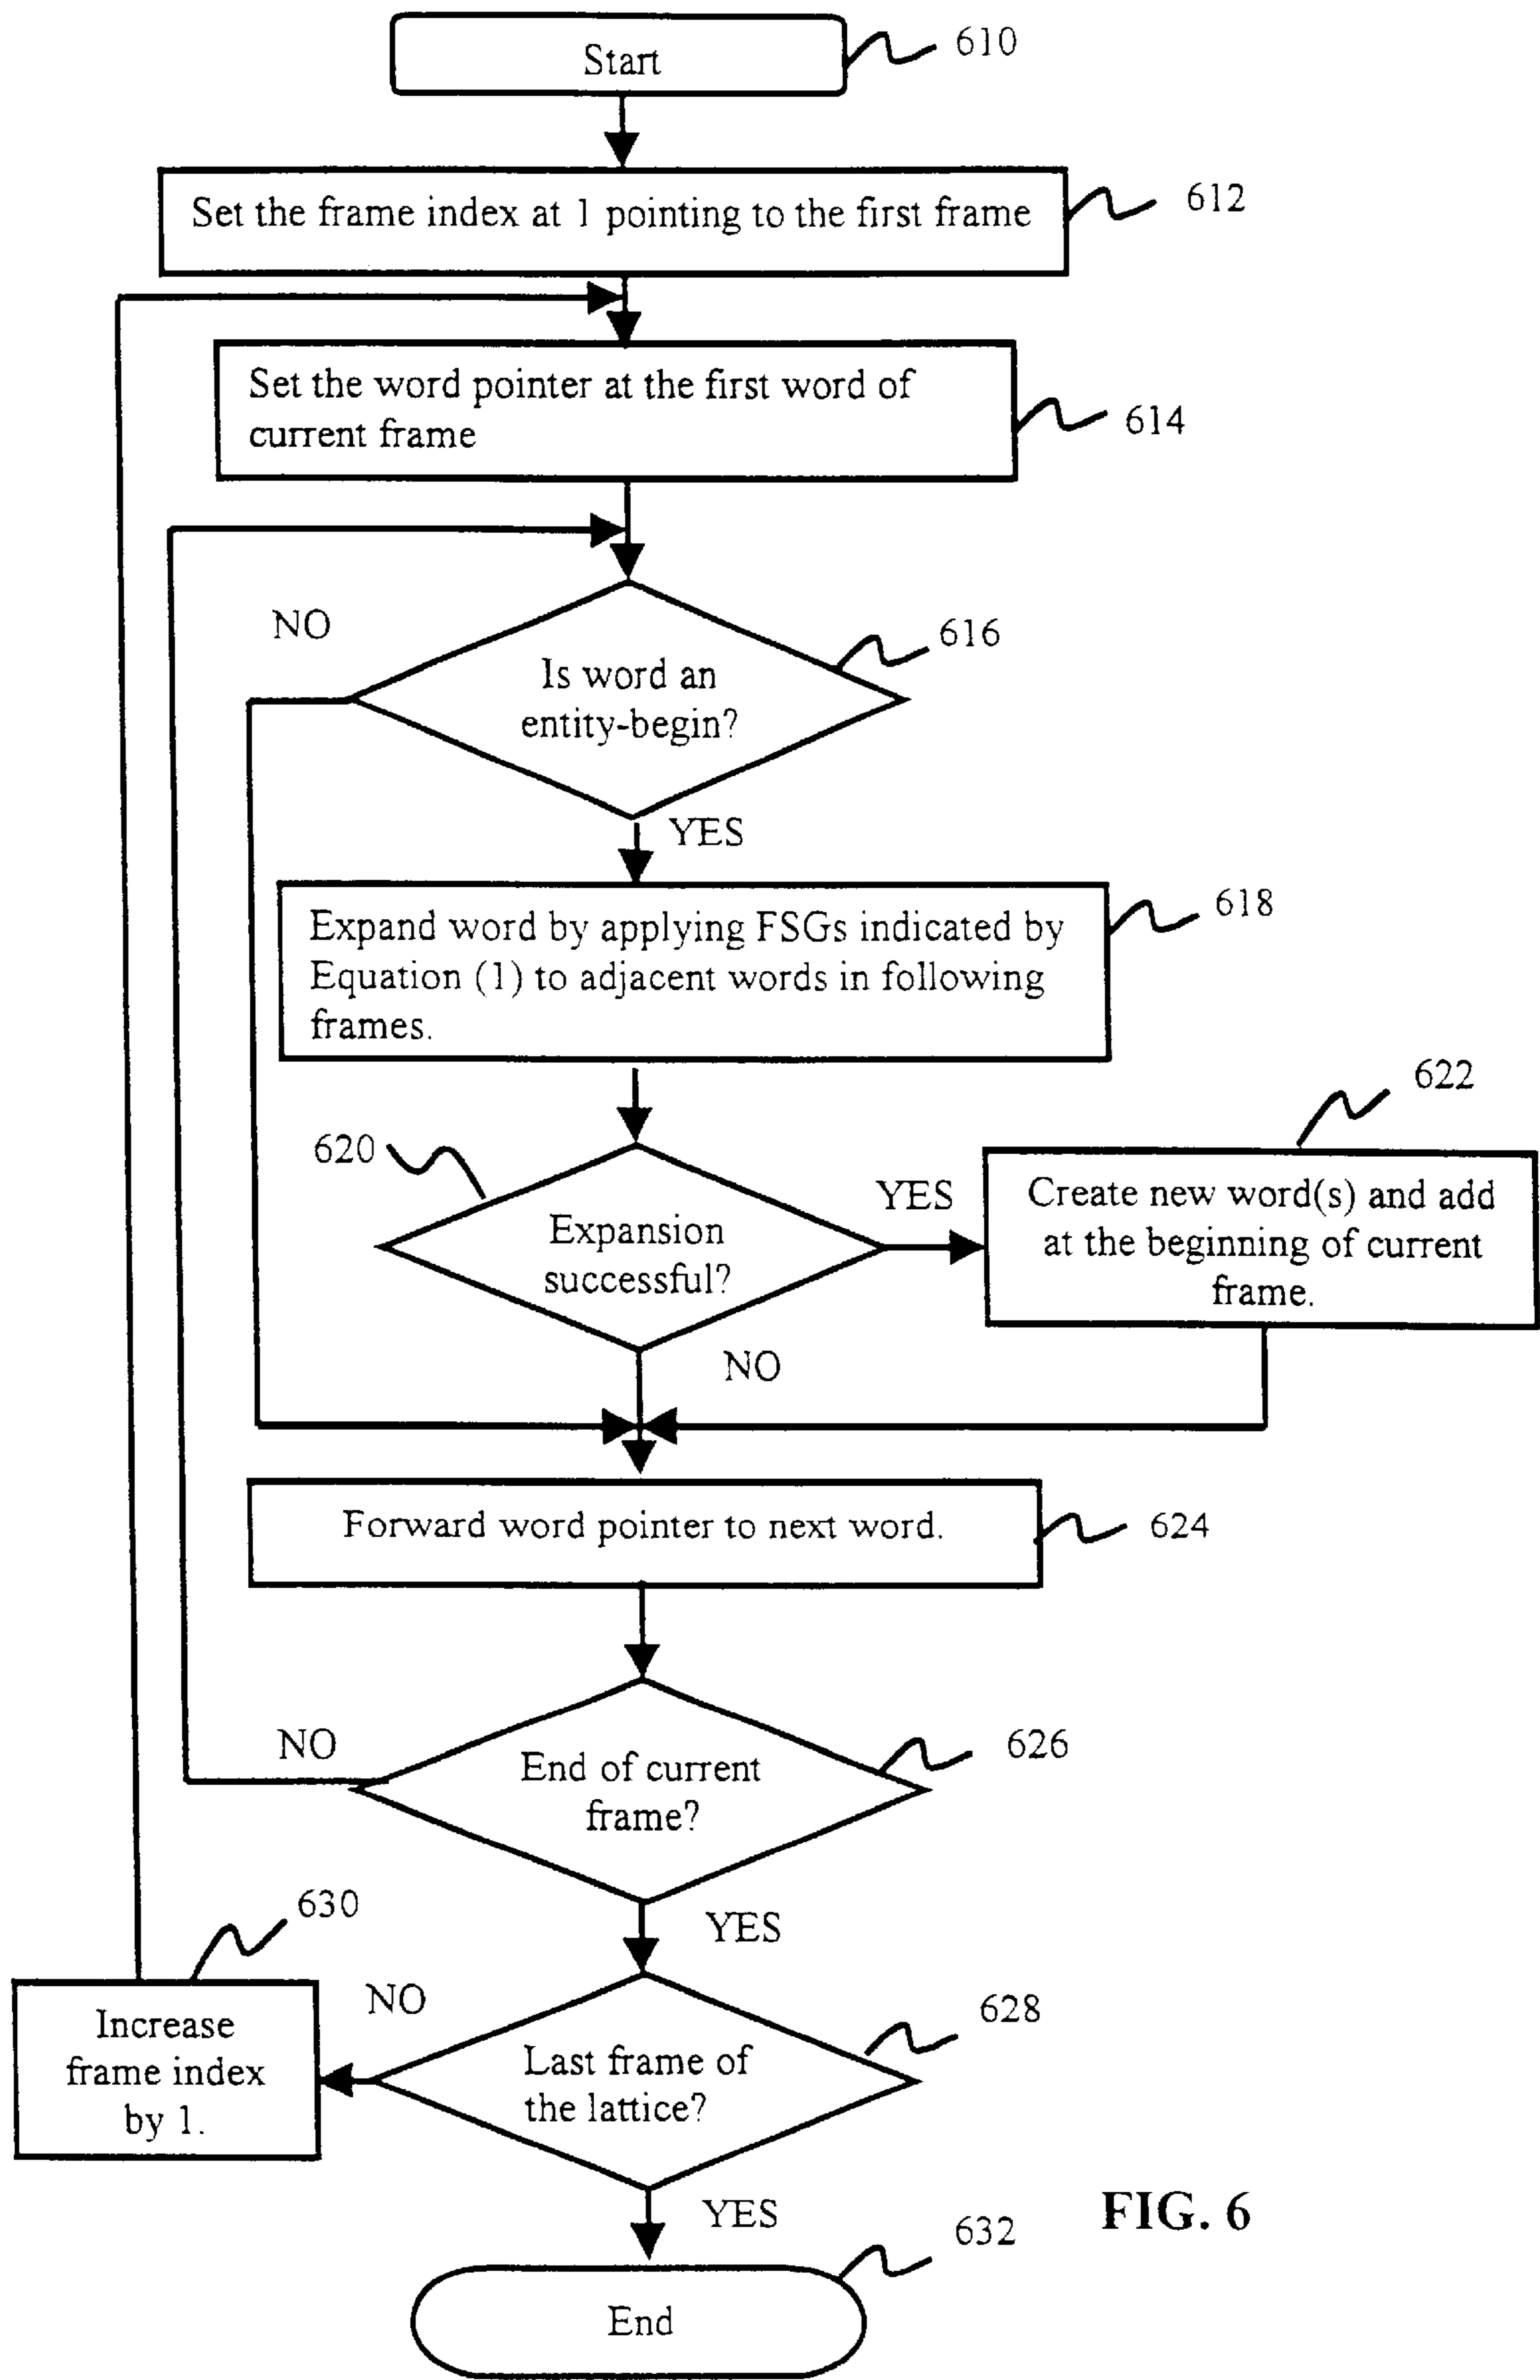 Start
610
Set the frame index at 1 pointing to the first frame
612
Set the word pointer at the first word of
current frame
614
NO
616
Is word an
entity-begin?
YES
618
Expand word by applying FSGs indicated by
Equation (1) to adjacent words in following
frames.
622
620
YES
Create new word(s) and add
at the beginning of current
frame.
Expansion
successful?
NO
Forward word pointer to next word.
624
NO
626
End of current
frame?
630
YES
NO
628
Increase
frame index
by 1.
Last frame of
the lattice?
YES
FIG. 6
632
End